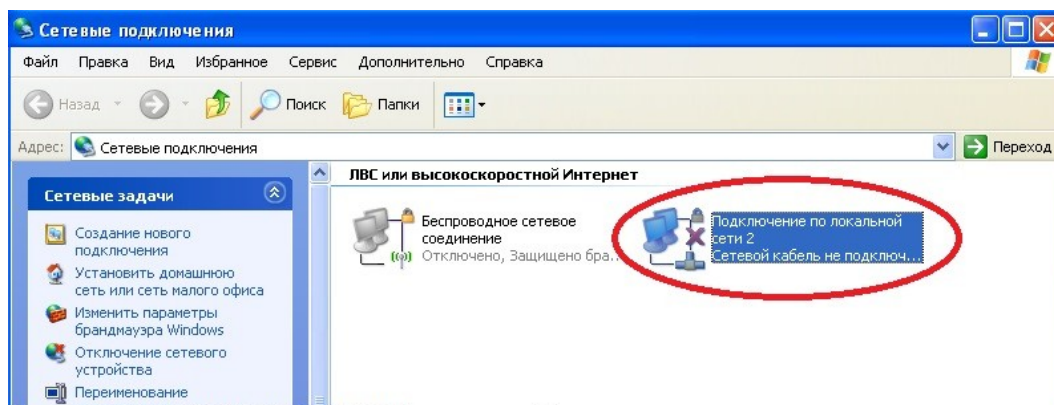 Сетевые подключения
Файл Правка Вид Избранное Сервис Дополнительно Справка
Назад Поиск Папки
Адрес: Сетевые подключения Переход
ЛВС или высокоскоростной Интернет
Сетевые задачи
Создание нового
подключения
Установить домашнюю
сеть или сеть малого офиса
Изменить параметры
брандмауэра Windows
Отключение сетевого
устройства
Переименование
Беспроводное сетевое
соединение
Отключено, Защищено бра...
Подключение по локальной
сети 2
Сетевой кабель не подключ...